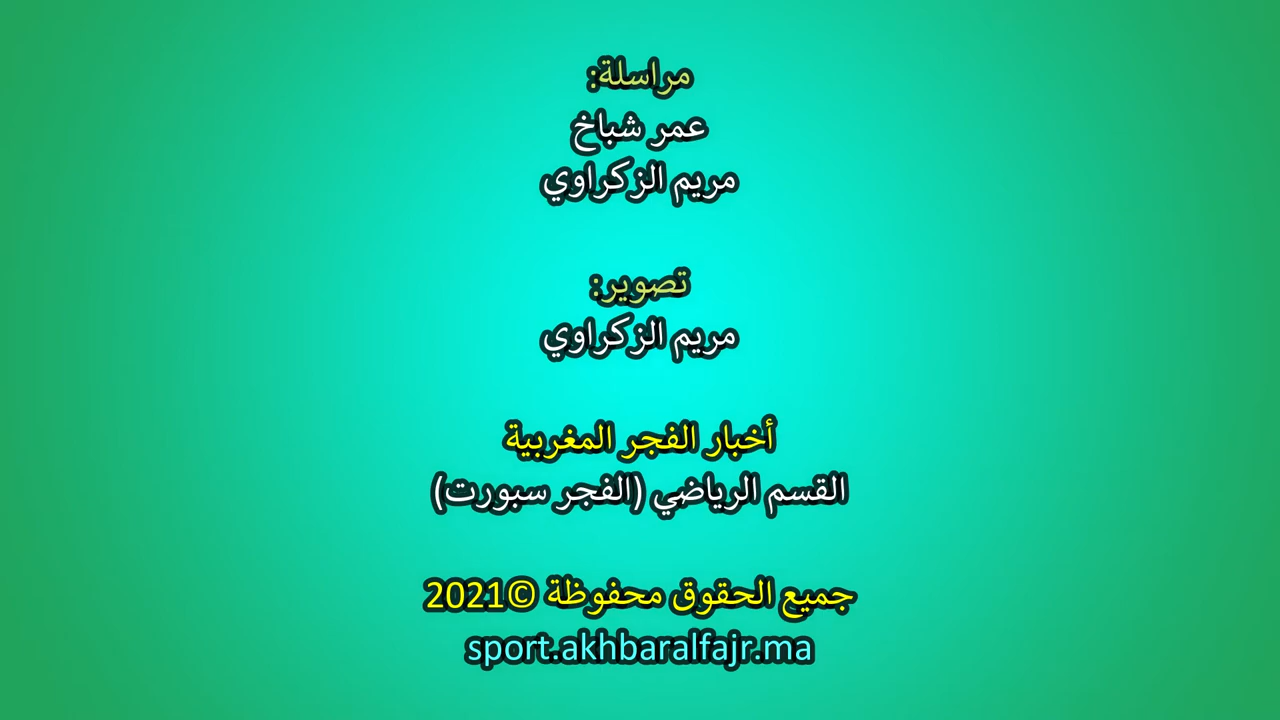 مراسلة:
عمر شباخ
مريم الزكراوي
تصوير:
مريم الزكراوي
أخبار الفجر المغربية
القسم الرياضي (الفجر سبورت)
جميع الحقوق محفوظة ©2021
sport.akhbaralfajr.ma